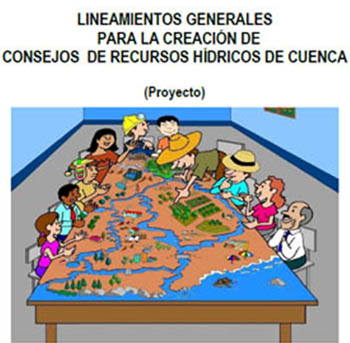 LINEAMIENTOS GENERALES
PARA LA CREACIÓN DE
CONSEJOS DE RECURSOS HÍDRICOS DE CUENCA
(Proyecto)